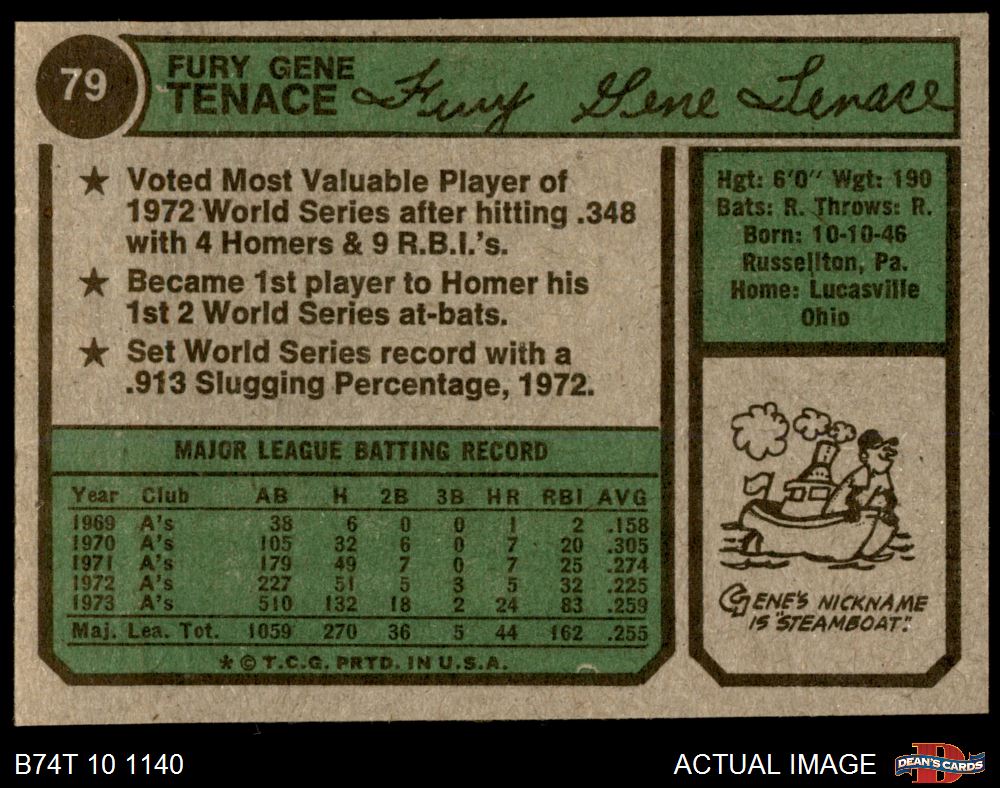 79
FURY GENE
TENACE
Fury Gene Tenace
★ Voted Most Valuable Player of
1972 World Series after hitting .348
with 4 Homers & 9 R.B.I.'s.
★ Became 1st player to Homer his
1st 2 World Series at-bats.
★ Set World Series record with a
.913 Slugging Percentage, 1972.
Hgt: 6'0" Wgt: 190
Bats: R. Throws: R.
Born: 10-10-46
Russellton, Pa.
Home: Lucasville
Ohio
MAJOR LEAGUE BATTING RECORD
Year Club AB H 2B 3B HR RBI AVG
1969 A's 38 6 0 0 1 2 .158
1970 A's 105 32 6 0 7 20 .305
1971 A's 179 49 7 0 7 25 .274
1972 A's 227 51 5 3 5 32 .225
1973 A's 510 132 18 2 24 83 .259
Maj. Lea. Tot. 1059 270 36 5 44 162 .255
* © T.C.G. PRTD. IN U.S.A.
GENE'S NICKNAME
IS "STEAMBOAT."
B74T 10 1140
ACTUAL IMAGE
D
DEAN'S CARDS